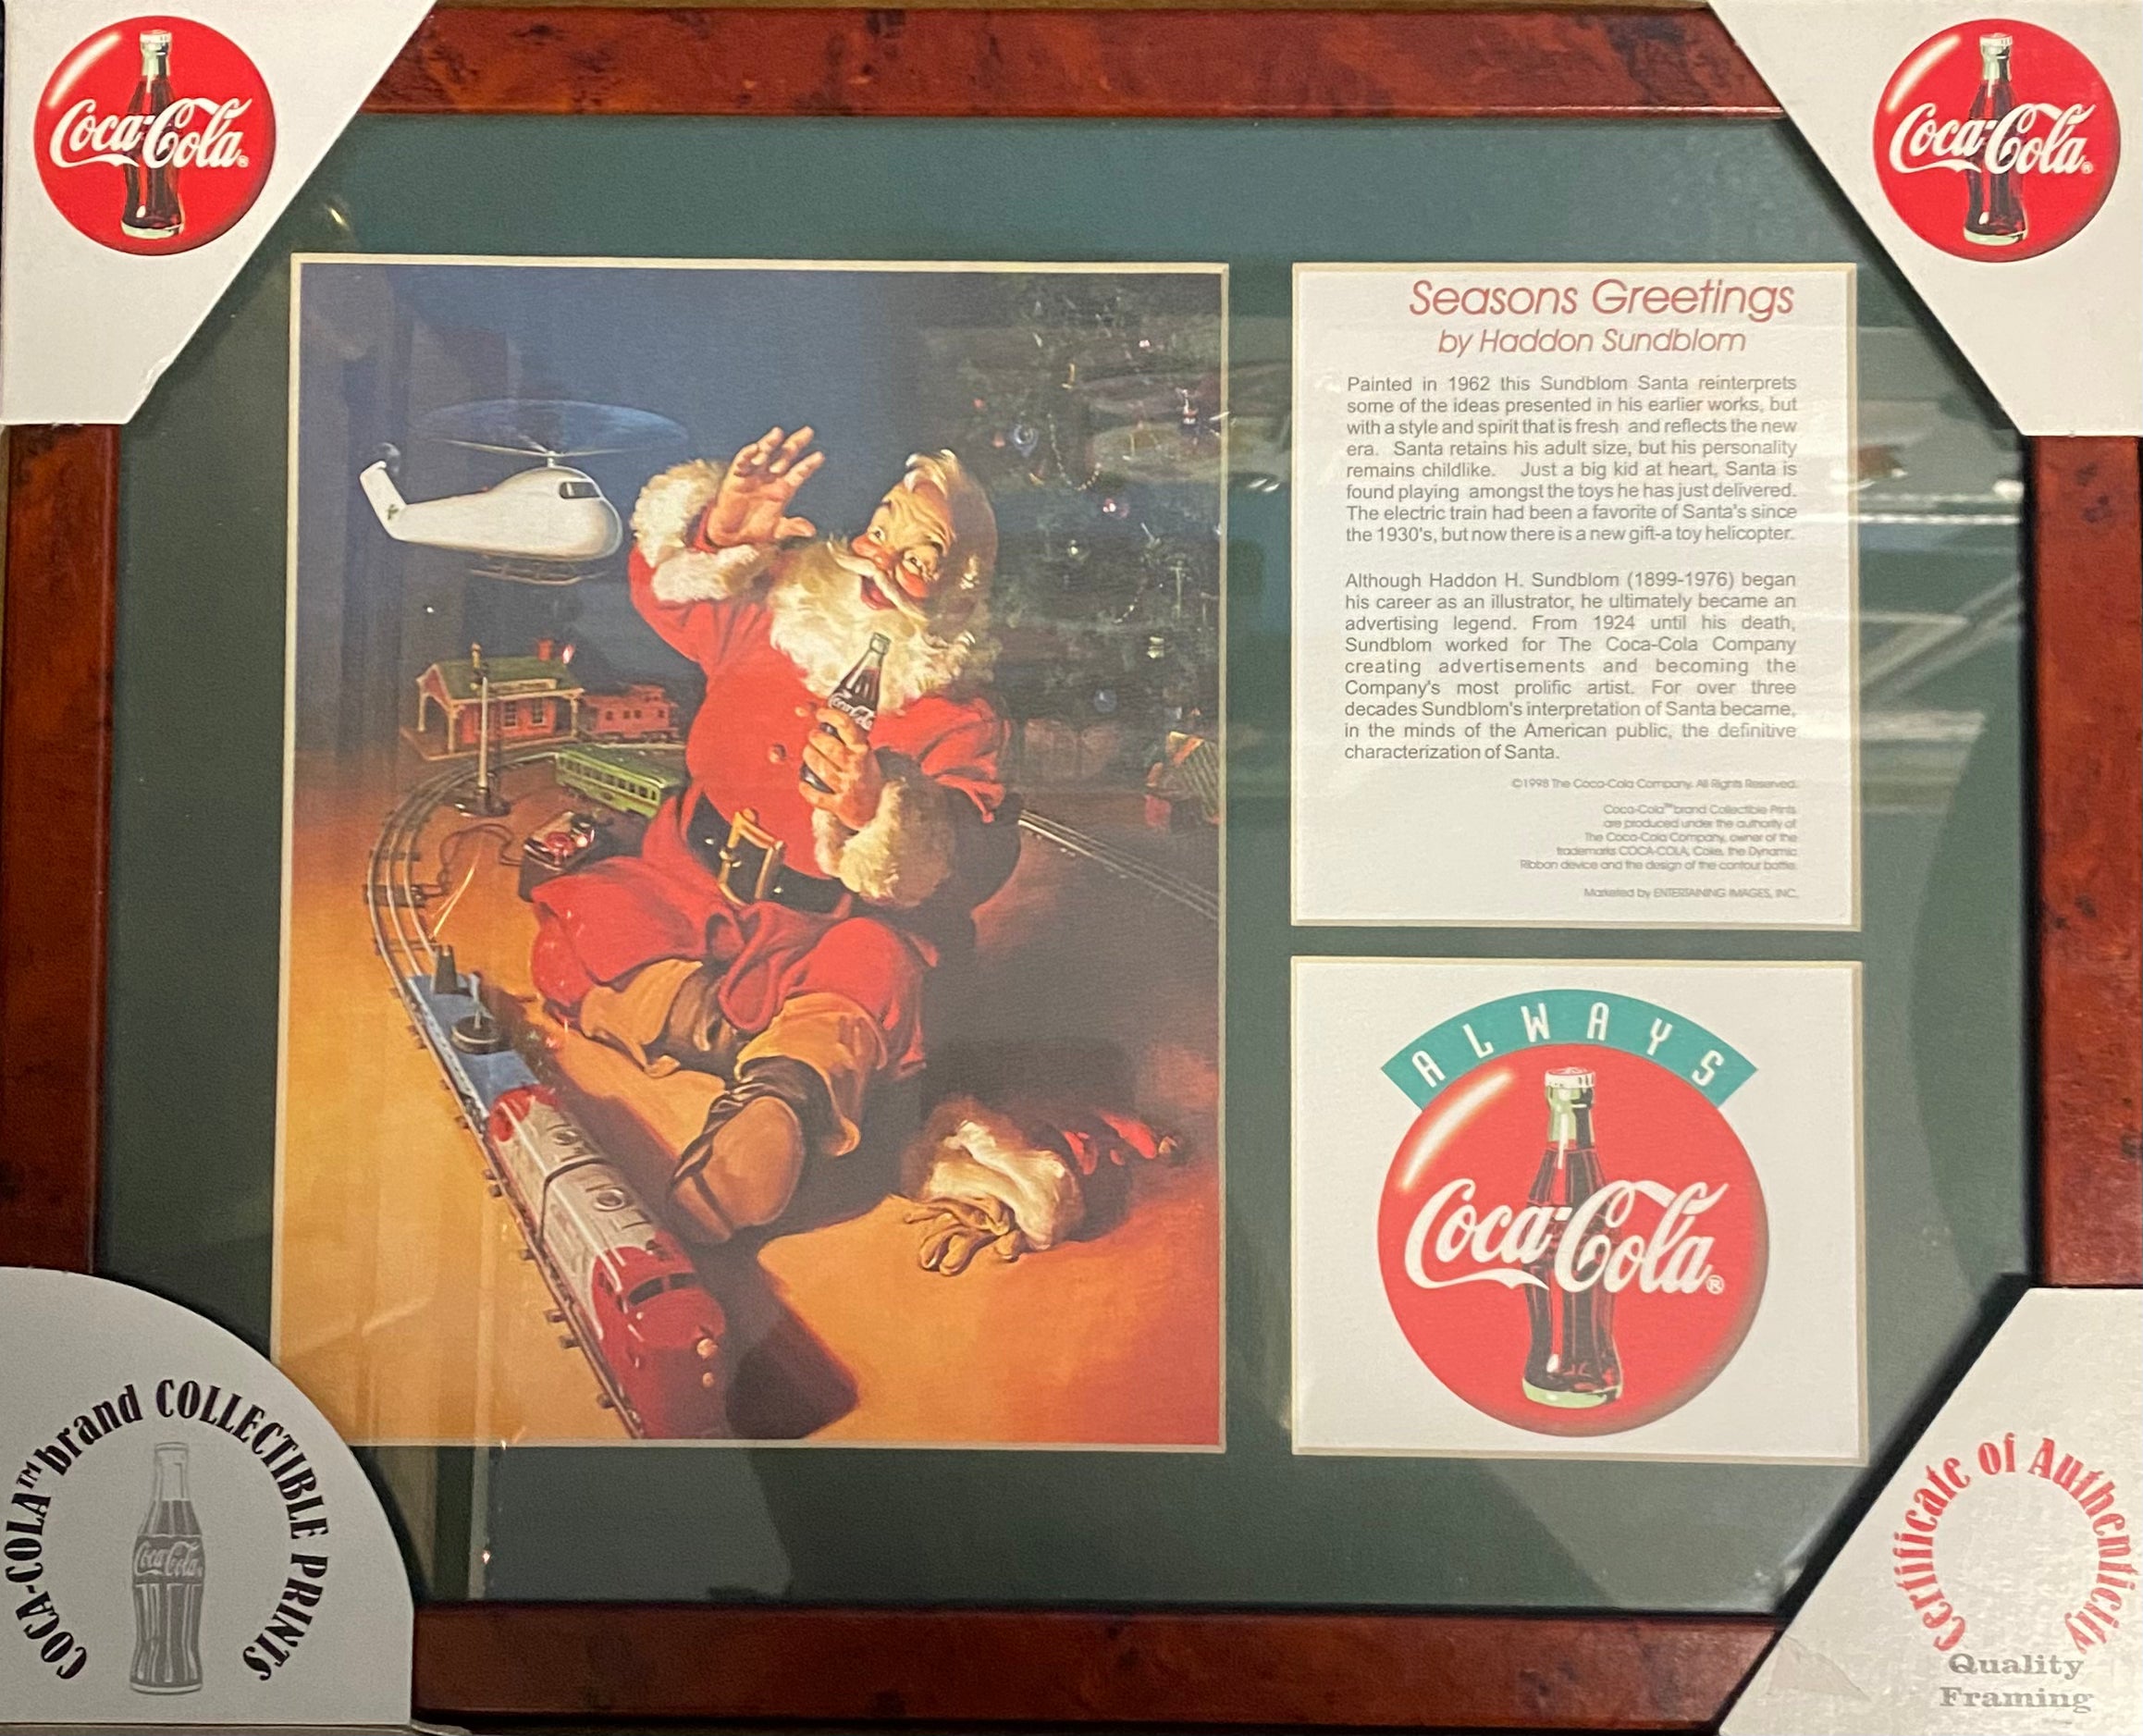 Coca-Cola®
Coca-Cola®
Seasons Greetings
by Haddon Sundblom
Painted in 1962 this Sundblom Santa reinterprets
some of the ideas presented in his earlier works, but
with a style and spirit that is fresh and reflects the new
era. Santa retains his adult size, but his personality
remains childlike. Just a big kid at heart, Santa is
found playing amongst the toys he has just delivered.
The electric train had been a favorite of Santa's since
the 1930's, but now there is a new gift-a toy helicopter.
Although Haddon H. Sundblom (1899-1976) began
his career as an illustrator, he ultimately became an
advertising legend. From 1924 until his death,
Sundblom worked for The Coca-Cola Company
creating advertisements and becoming the
Company's most prolific artist. For over three
decades Sundblom's interpretation of Santa became,
in the minds of the American public, the definitive
characterization of Santa.
©1998 The Coca-Cola Company. All Rights Reserved.
Coca-Cola™ brand Collectible Prints
are produced under the authority of
The Coca-Cola Company, owner of the
trademarks COCA-COLA, Coke, the Dynamic
Ribbon device and the design of the contour bottle.
Marketed by ENTERTAINING IMAGES, INC.
Coca-Cola
ALWAYS
Coca-Cola®
COCA-COLA™ brand COLLECTIBLE PRINTS
Coca-Cola
Certificate of Authenticity
Quality
Framing